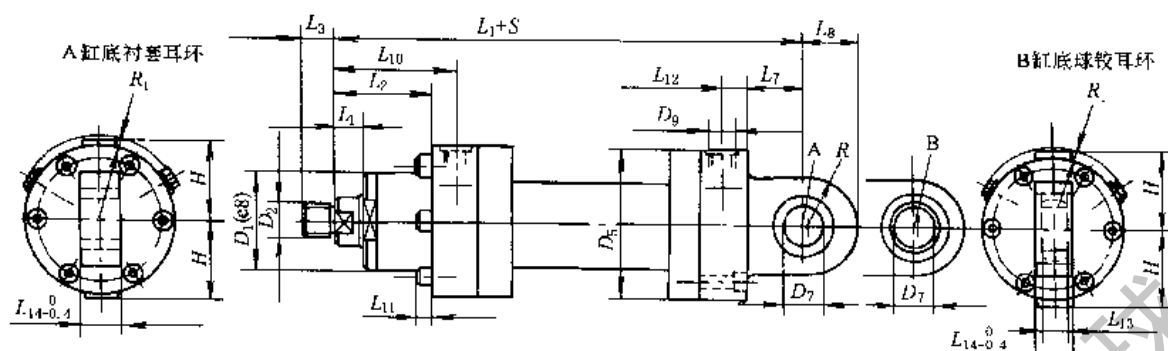 A缸底衬套耳环
R₁
H
H
L₁₄ ⁰₋₀.₄
L₃
L₁+S
L₈
L₁₀
L₂
L₄
L₁₂
L₇
D₉
A
R
B
D₁(e8)
D₂
D₅
L₁₁
D₇
D₇
B缸底球铰耳环
H
H
L₁₃
L₁₄ ⁰₋₀.₄
球